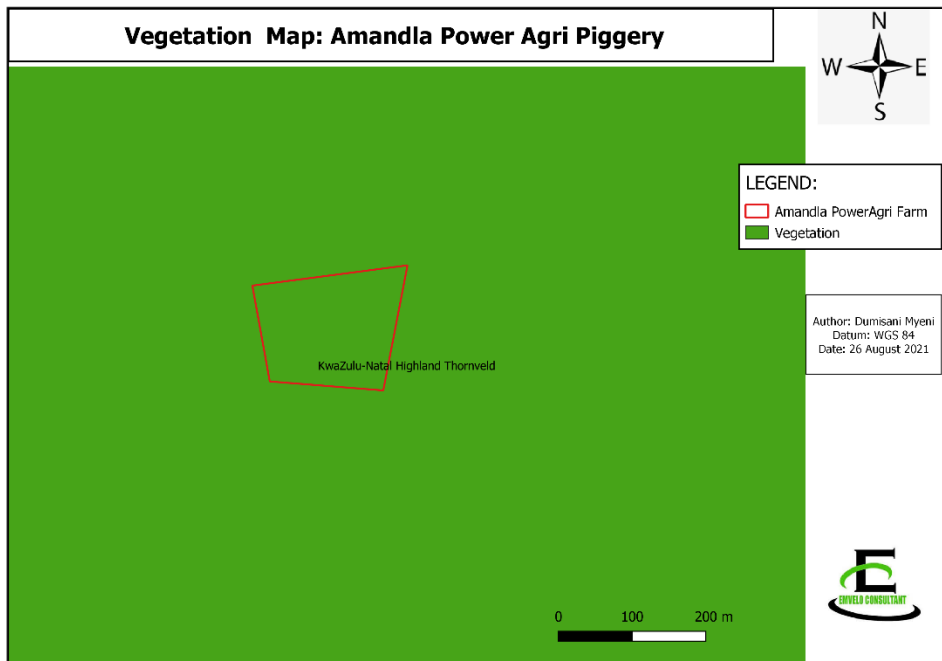 Vegetation Map: Amandla Power Agri Piggery
N
W E
S
LEGEND:
Amandla PowerAgri Farm
Vegetation
Author: Dumisani Myeni
Datum: WGS 84
Date: 26 August 2021
KwaZulu-Natal Highland Thornveld
0 100 200 m
E
EMVELO CONSULTANT